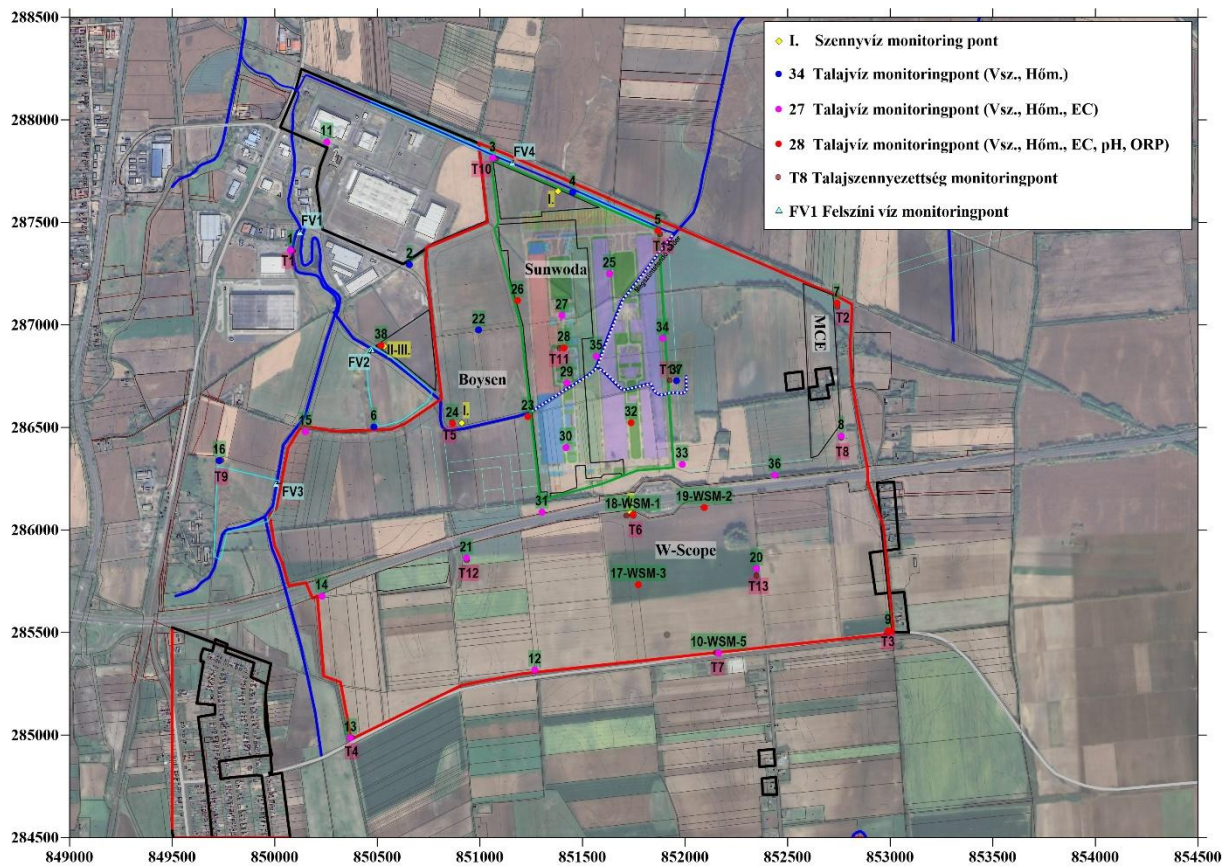 288500
288000
287500
287000
286500
286000
285500
285000
284500
849000 849500 850000 850500 851000 851500 852000 852500 853000 853500 854000 854500
I. Szennyvíz monitoring pont
34 Talajvíz monitoringpont (Vsz., Hőm.)
27 Talajvíz monitoringpont (Vsz., Hőm., EC)
28 Talajvíz monitoringpont (Vsz., Hőm., EC, pH, ORP)
T8 Talajszennyezettség monitoringpont
FV1 Felszíni víz monitoringpont
11
3
FV4
T10
4
I.
5
T15
FV1
1
T1
2
Sunwoda
25
26
27
7
T2
22
34
MCE
38
II-III.
FV2
28
T11
35
Boysen
29
37
6
24
I.
T5
23
32
15
8
T8
30
16
T9
33
36
FV3
31
18-WSM-1
19-WSM-2
T6
W-Scope
21
T12
20
T13
17-WSM-3
14
9
T3
10-WSM-5
T7
12
13
T4